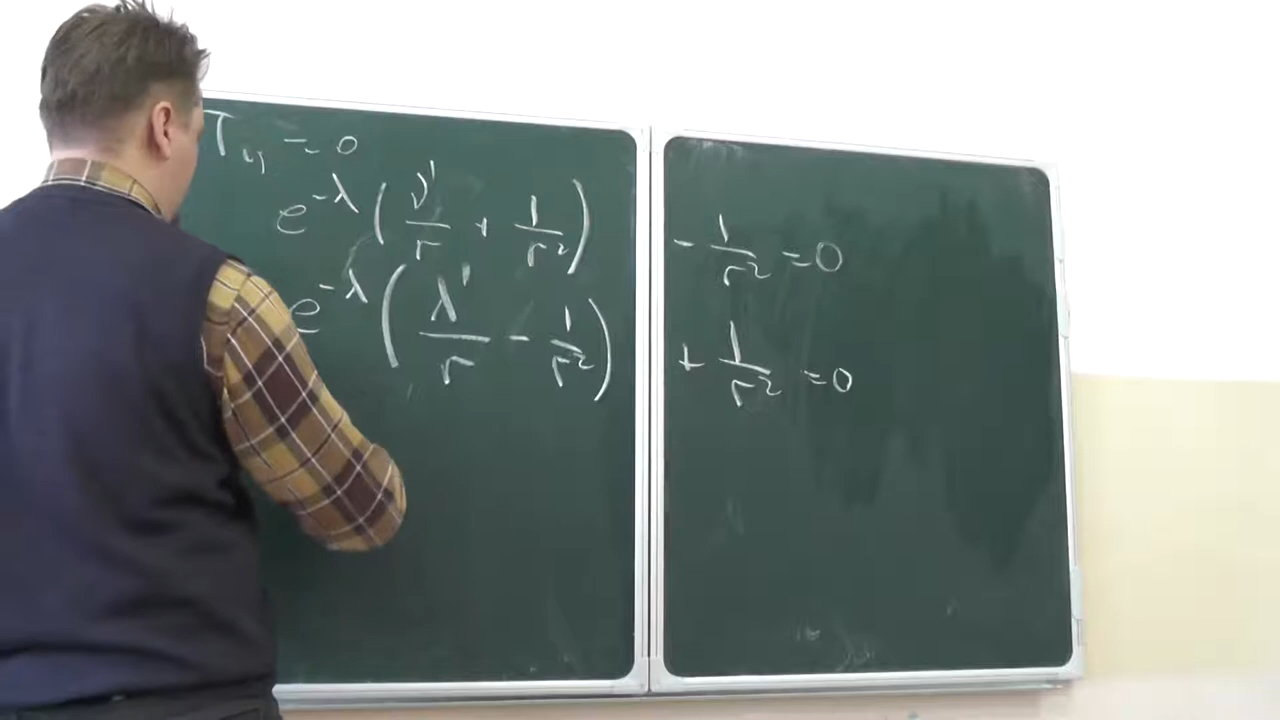 T_{ij} = 0
e^{-λ} (ν'/r + 1/r²) - 1/r² = 0
e^{-λ} (λ'/r - 1/r²) + 1/r² = 0